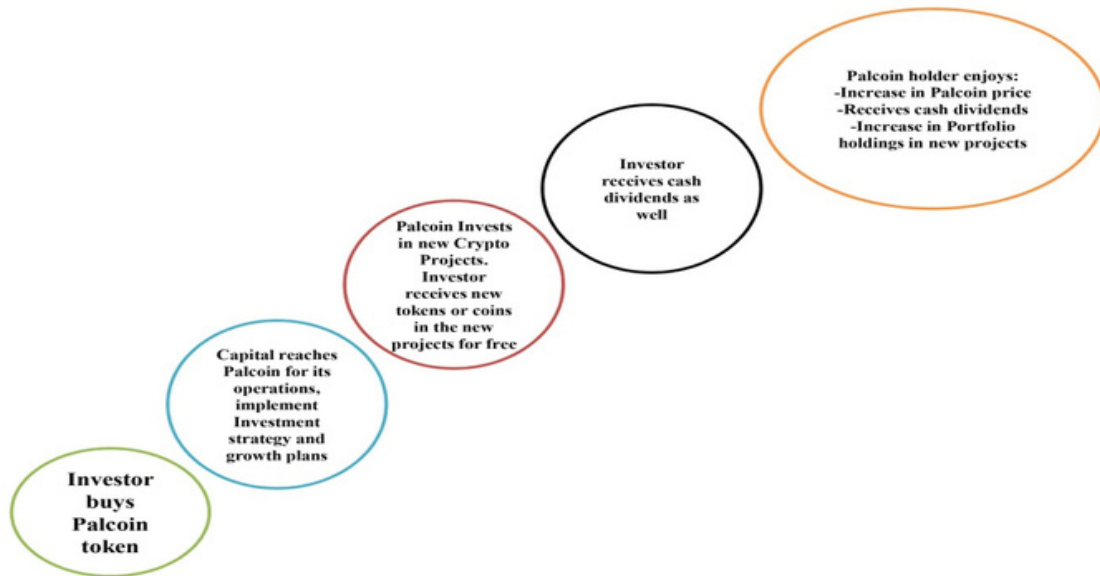 Investor
buys
Palcoin
token
Capital reaches
Palcoin for its
operations,
implement
Investment
strategy and
growth plans
Palcoin Invests
in new Crypto
Projects.
Investor
receives new
tokens or coins
in the new
projects for free
Investor
receives cash
dividends as
well
Palcoin holder enjoys:
-Increase in Palcoin price
-Receives cash dividends
-Increase in Portfolio
holdings in new projects